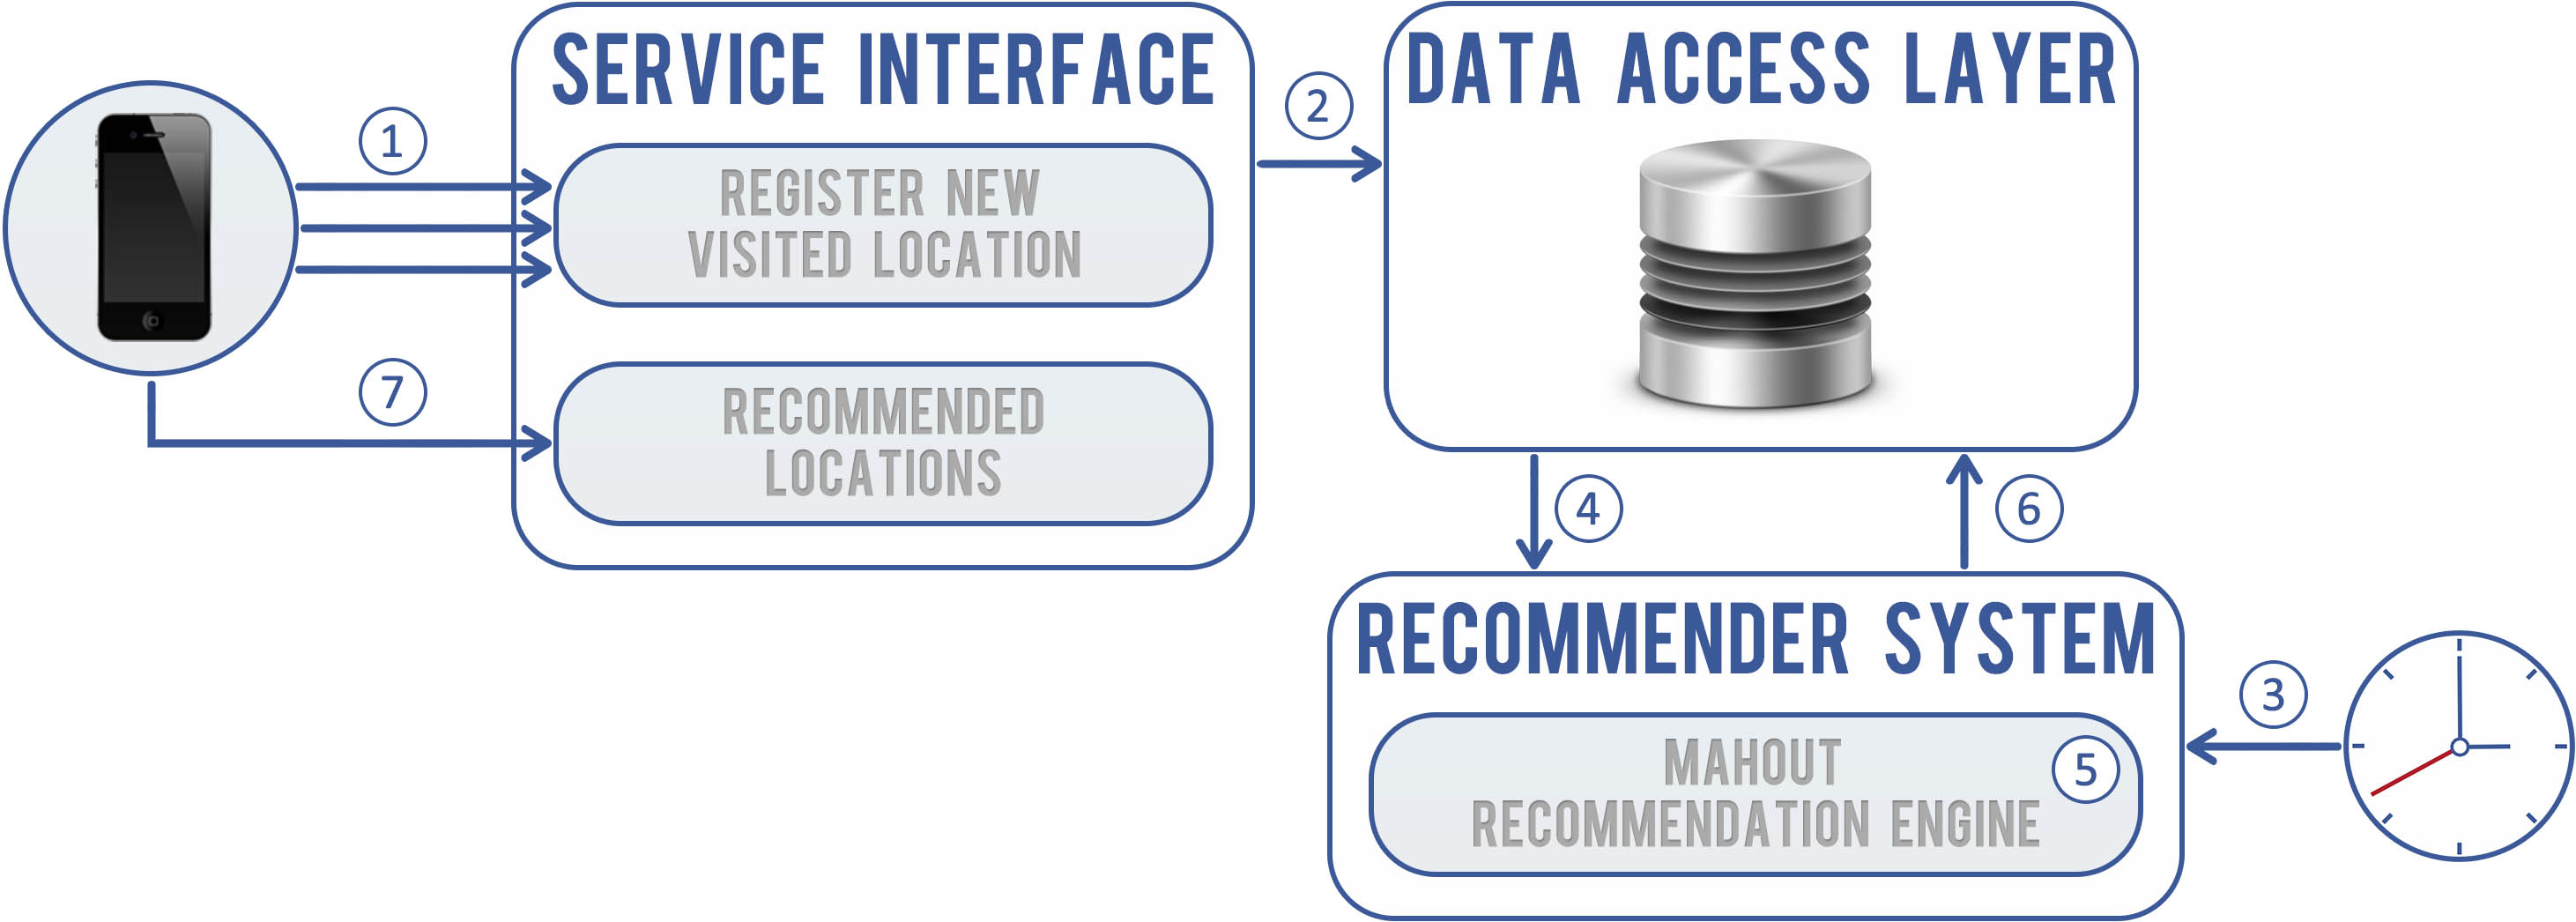 SERVICE INTERFACE
1
REGISTER NEW
VISITED LOCATION
7
RECOMMENDED
LOCATIONS
2
DATA ACCESS LAYER
4
6
RECOMMENDER SYSTEM
3
MAHOUT
5
RECOMMENDATION ENGINE